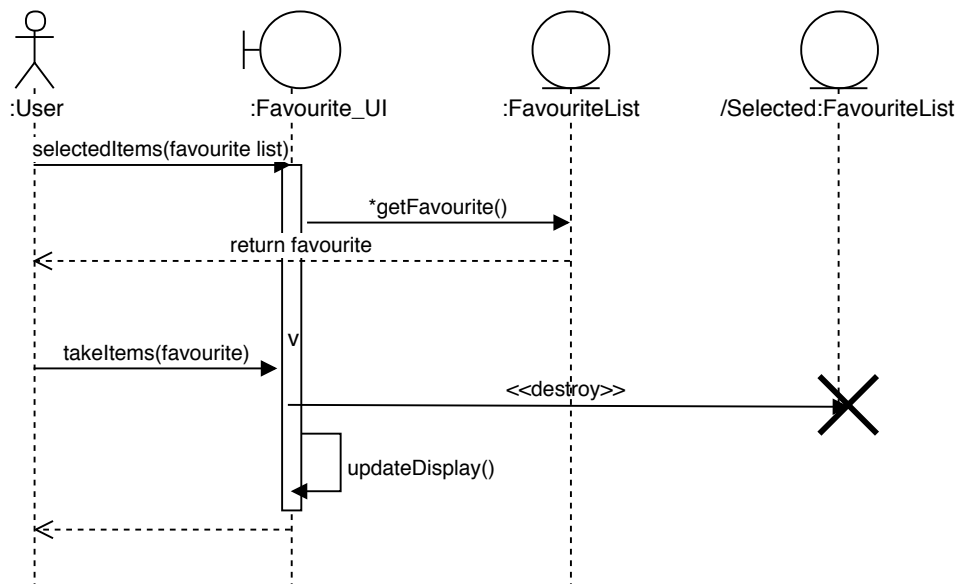 :User
:Favourite_UI
:FavouriteList
/Selected:FavouriteList
selectedItems(favourite list)
*getFavourite()
return favourite
v
takeItems(favourite)
<<destroy>>
updateDisplay()